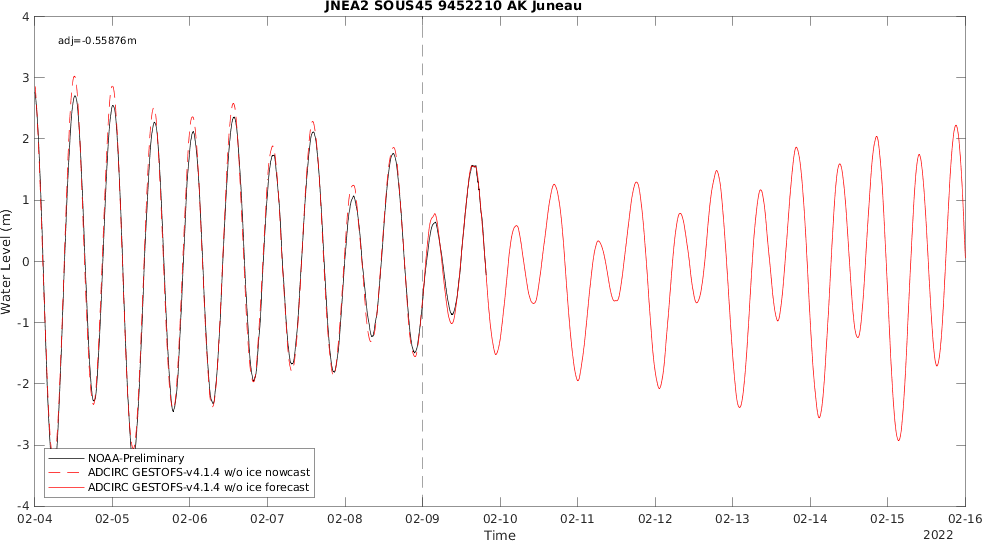 JNEA2 SOUS45 9452210 AK Juneau
adj=-0.55876m
4
3
2
1
0
-1
-2
-3
-4
Water Level (m)
NOAA-Preliminary
ADCIRC GESTOFS-v4.1.4 w/o ice nowcast
ADCIRC GESTOFS-v4.1.4 w/o ice forecast
02-04 02-05 02-06 02-07 02-08 02-09 02-10 02-11 02-12 02-13 02-14 02-15 02-16
Time
2022